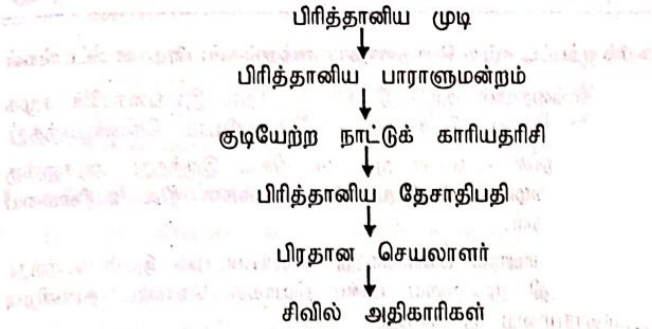 பிரித்தானிய முடி
பிரித்தானிய பாராளுமன்றம்
குடியேற்ற நாட்டுக் காரியதரிசி
பிரித்தானிய தேசாதிபதி
பிரதான செயலாளர்
சிவில் அதிகாரிகள்